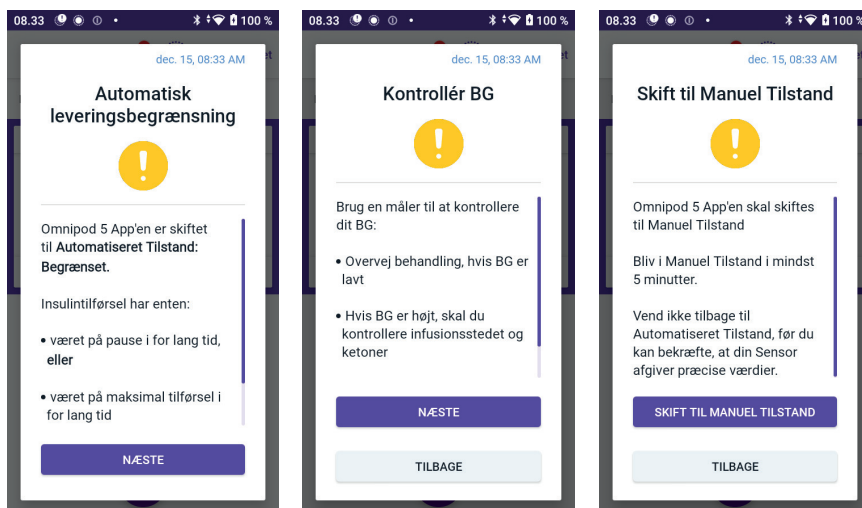 08.33 100 %
dec. 15, 08:33 AM
Automatisk
leveringsbegrænsning
Omnipod 5 App'en er skiftet
til Automatiseret Tilstand:
Begrænset.
Insulintilførsel har enten:
• været på pause i for lang tid,
eller
• været på maksimal tilførsel i
for lang tid
NÆSTE
08.33 100 %
dec. 15, 08:33 AM
Kontrollér BG
Brug en måler til at kontrollere
dit BG:
• Overvej behandling, hvis BG er
lavt
• Hvis BG er højt, skal du
kontrollere infusionsstedet og
ketoner
NÆSTE
TILBAGE
08.33 100 %
dec. 15, 08:33 AM
Skift til Manuel Tilstand
Omnipod 5 App'en skal skiftes
til Manuel Tilstand
Bliv i Manuel Tilstand i mindst
5 minutter.
Vend ikke tilbage til
Automatiseret Tilstand, før du
kan bekræfte, at din Sensor
afgiver præcise værdier.
SKIFT TIL MANUEL TILSTAND
TILBAGE